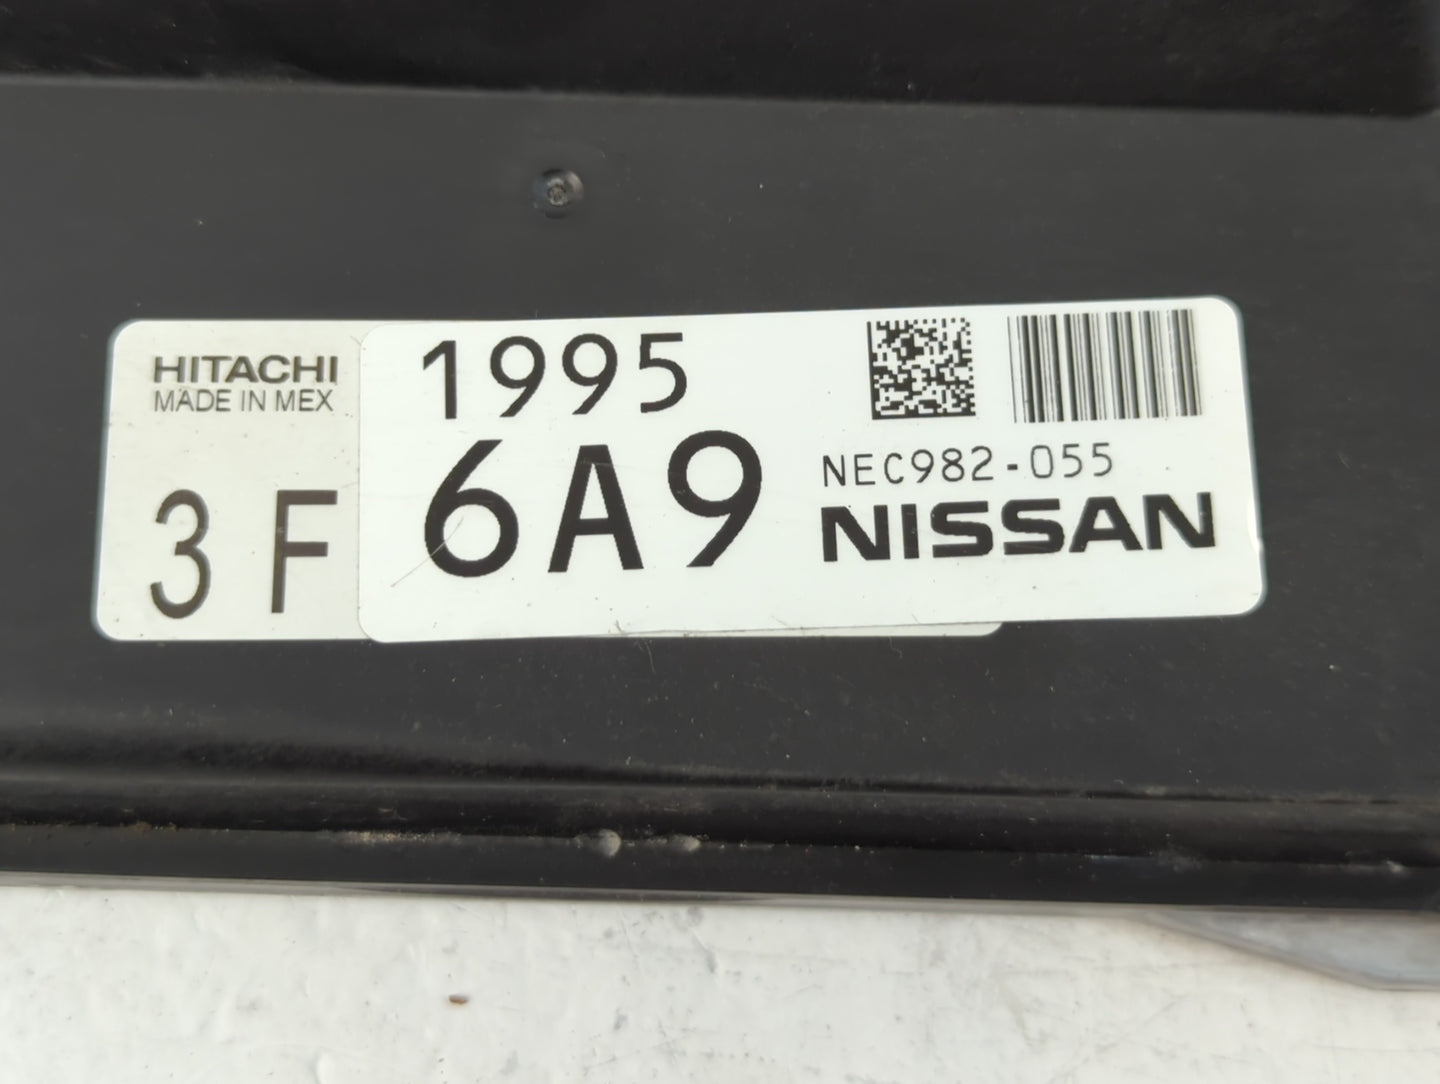 HITACHI
MADE IN MEX
3 F
1995
6A9
NEC982-055
NISSAN